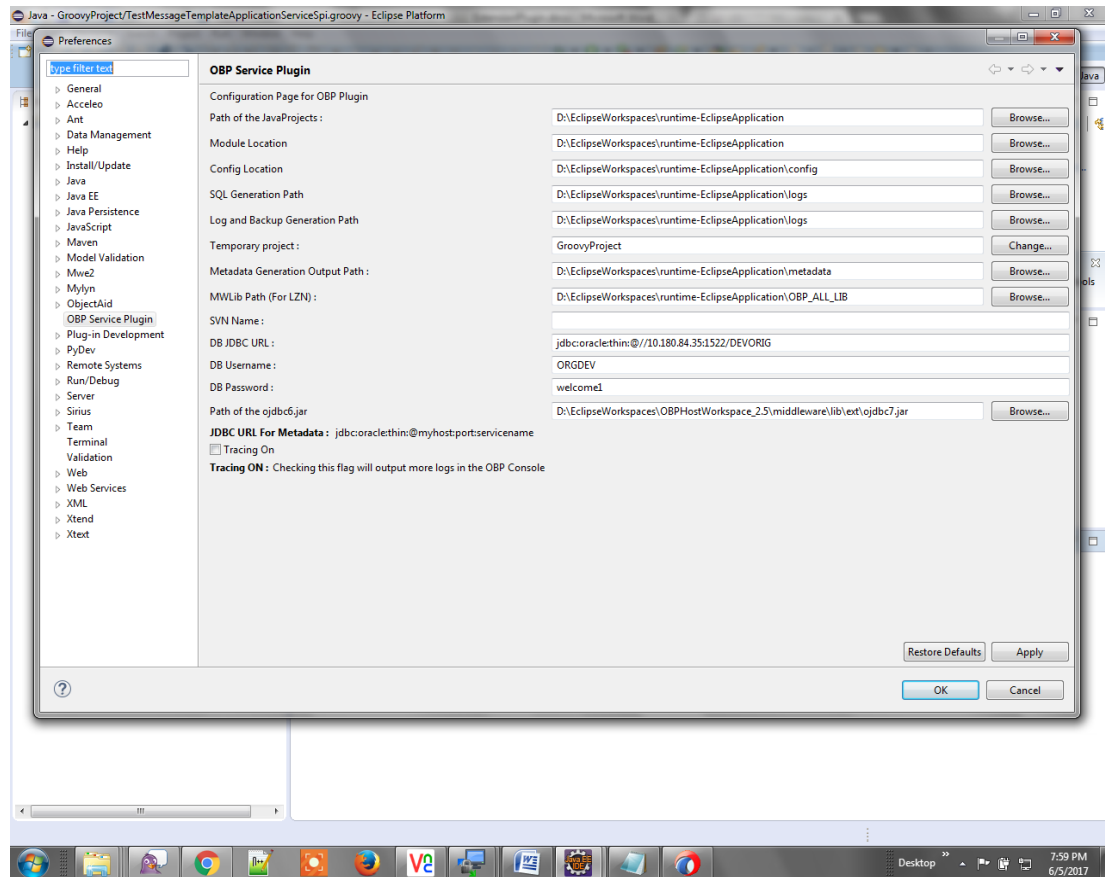 Java - GroovyProject/TestMessageTemplateApplicationServiceSpi.groovy - Eclipse Platform
File
Preferences
type filter text
OBP Service Plugin
Java
General
Acceleo
Ant
Data Management
Help
Install/Update
Java
Java EE
Java Persistence
JavaScript
Maven
Model Validation
Mwe2
Mylyn
ObjectAid
OBP Service Plugin
Plug-in Development
PyDev
Remote Systems
Run/Debug
Server
Sirius
Team
Terminal
Validation
Web
Web Services
XML
Xtend
Xtext
Configuration Page for OBP Plugin
Path of the JavaProjects : D:\EclipseWorkspaces\runtime-EclipseApplication Browse...
Module Location D:\EclipseWorkspaces\runtime-EclipseApplication Browse...
Config Location D:\EclipseWorkspaces\runtime-EclipseApplication\config Browse...
SQL Generation Path D:\EclipseWorkspaces\runtime-EclipseApplication\logs Browse...
Log and Backup Generation Path D:\EclipseWorkspaces\runtime-EclipseApplication\logs Browse...
Temporary project : GroovyProject Change...
Metadata Generation Output Path : D:\EclipseWorkspaces\runtime-EclipseApplication\metadata Browse...
MWLib Path (For LZN) : D:\EclipseWorkspaces\runtime-EclipseApplication\OBP_ALL_LIB Browse...
SVN Name :
DB JDBC URL : jdbc:oracle:thin:@//10.180.84.35:1522/DEVORIG
DB Username : ORGDEV
DB Password : welcome1
Path of the ojdbc6.jar D:\EclipseWorkspaces\OBPHostWorkspace_2.5\middleware\lib\ext\ojdbc7.jar Browse...
JDBC URL For Metadata : jdbc:oracle:thin:@myhost:port:servicename
Tracing On
Tracing ON : Checking this flag will output more logs in the OBP Console
ols
Restore Defaults Apply
OK Cancel
Desktop
7:59 PM
6/5/2017